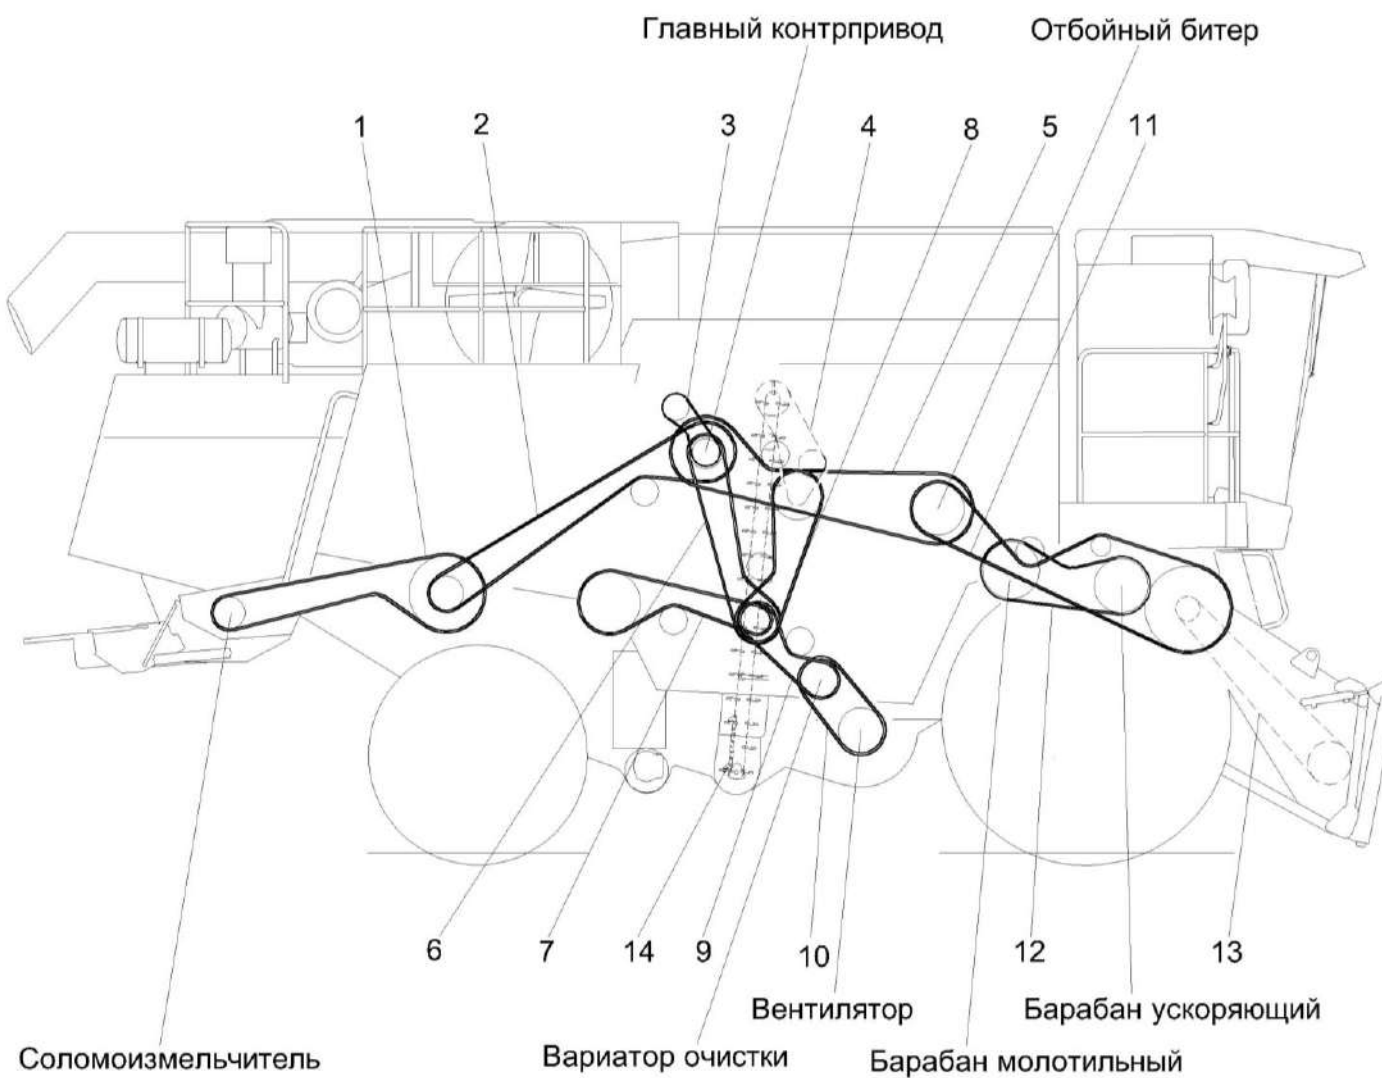 Главный контрпривод Отбойный битер
1 2 3 4 8 5 11
6 7 14 9 10 12 13
Вентилятор Барабан ускоряющий
Соломоизмельчитель Вариатор очистки Барабан молотильный